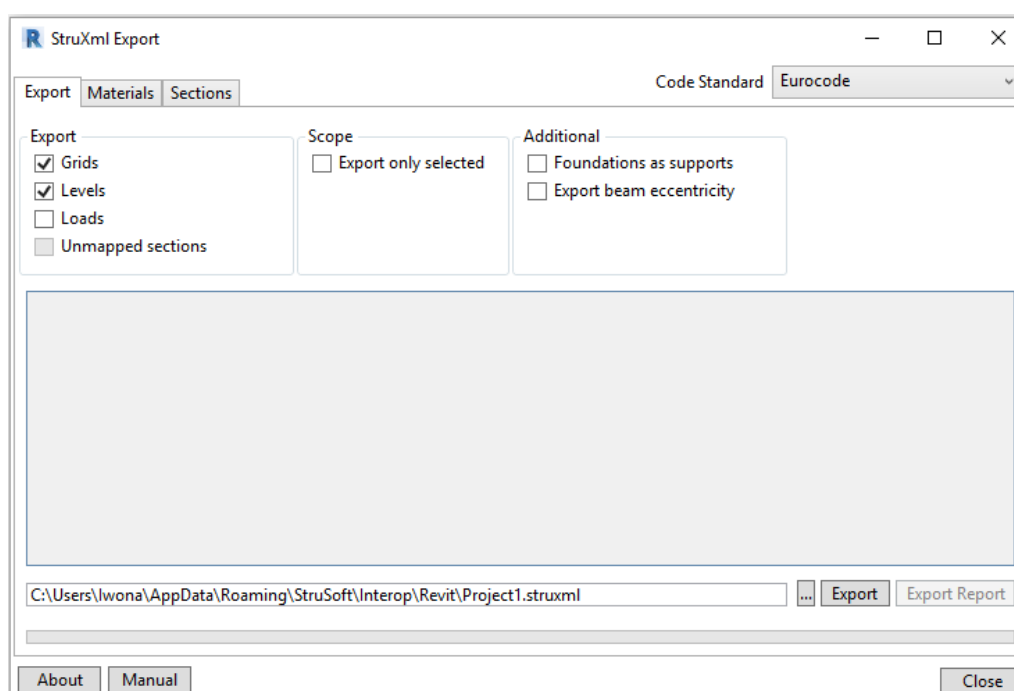 StruXml Export
Code Standard Eurocode
Export Materials Sections
Export Scope Additional
Grids Export only selected Foundations as supports
Levels Export beam eccentricity
Loads
Unmapped sections
C:\Users\Iwona\AppData\Roaming\StruSoft\Interop\Revit\Project1.struxml ... Export Export Report
About Manual Close